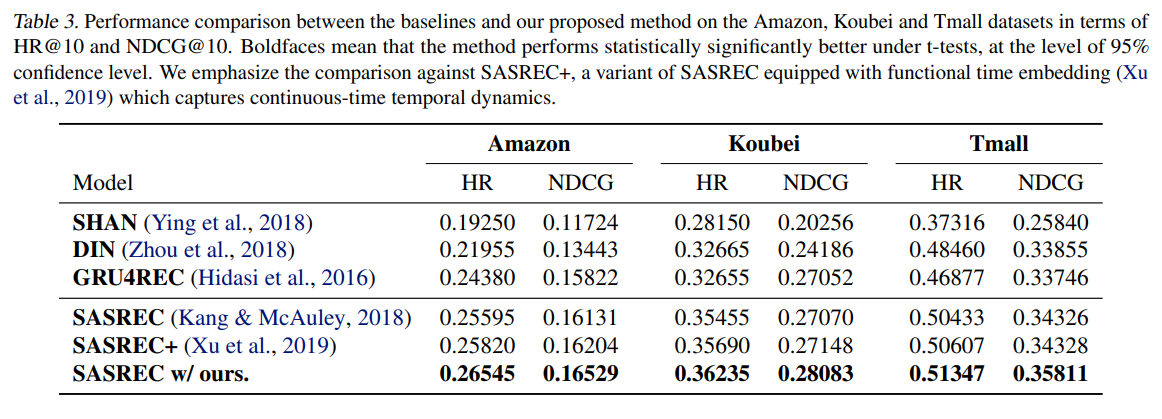 Table 3. Performance comparison between the baselines and our proposed method on the Amazon, Koubei and Tmall datasets in terms of
HR@10 and NDCG@10. Boldfaces mean that the method performs statistically significantly better under t-tests, at the level of 95%
confidence level. We emphasize the comparison against SASREC+, a variant of SASREC equipped with functional time embedding (Xu
et al., 2019) which captures continuous-time temporal dynamics.
Amazon Koubei Tmall
Model HR NDCG HR NDCG HR NDCG
SHAN (Ying et al., 2018) 0.19250 0.11724 0.28150 0.20256 0.37316 0.25840
DIN (Zhou et al., 2018) 0.21955 0.13443 0.32665 0.24186 0.48460 0.33855
GRU4REC (Hidasi et al., 2016) 0.24380 0.15822 0.32655 0.27052 0.46877 0.33746
SASREC (Kang & McAuley, 2018) 0.25595 0.16131 0.35455 0.27070 0.50433 0.34326
SASREC+ (Xu et al., 2019) 0.25820 0.16204 0.35690 0.27148 0.50607 0.34328
SASREC w/ ours. 0.26545 0.16529 0.36235 0.28083 0.51347 0.35811